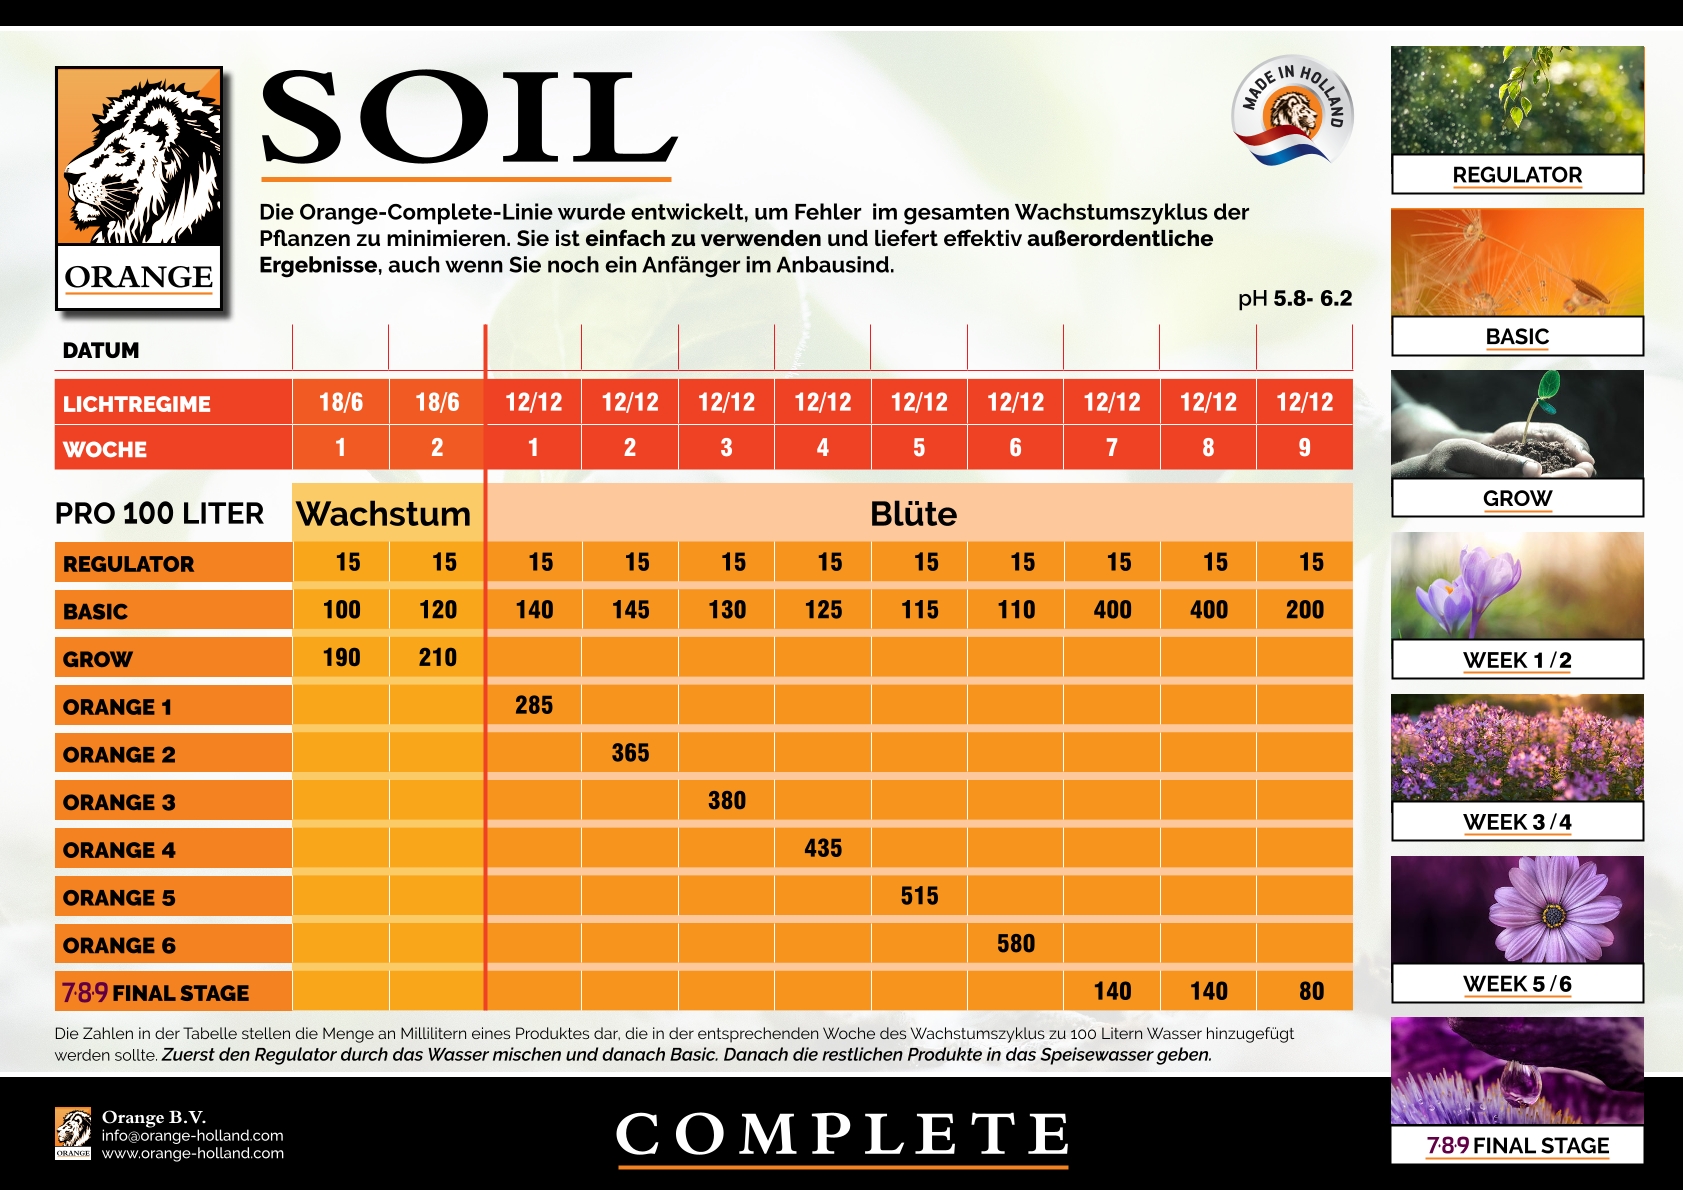 SOIL
MADE IN HOLLAND
ORANGE
Die Orange-Complete-Linie wurde entwickelt, um Fehler im gesamten Wachstumszyklus der
Pflanzen zu minimieren. Sie ist einfach zu verwenden und liefert effektiv außerordentliche
Ergebnisse, auch wenn Sie noch ein Anfänger im Anbausind.
pH 5.8- 6.2
DATUM
LICHTREGIME 18/6 18/6 12/12 12/12 12/12 12/12 12/12 12/12 12/12 12/12 12/12
WOCHE 1 2 1 2 3 4 5 6 7 8 9
PRO 100 LITER Wachstum Blüte
REGULATOR 15 15 15 15 15 15 15 15 15 15 15
BASIC 100 120 140 145 130 125 115 110 400 400 200
GROW 190 210
ORANGE 1 285
ORANGE 2 365
ORANGE 3 380
ORANGE 4 435
ORANGE 5 515
ORANGE 6 580
7·8·9 FINAL STAGE 140 140 80
Die Zahlen in der Tabelle stellen die Menge an Millilitern eines Produktes dar, die in der entsprechenden Woche des Wachstumszyklus zu 100 Litern Wasser hinzugefügt
werden sollte. Zuerst den Regulator durch das Wasser mischen und danach Basic. Danach die restlichen Produkte in das Speisewasser geben.
REGULATOR
BASIC
GROW
WEEK 1 / 2
WEEK 3 / 4
WEEK 5 / 6
7·8·9 FINAL STAGE
ORANGE
Orange B.V.
info@orange-holland.com
www.orange-holland.com
COMPLETE